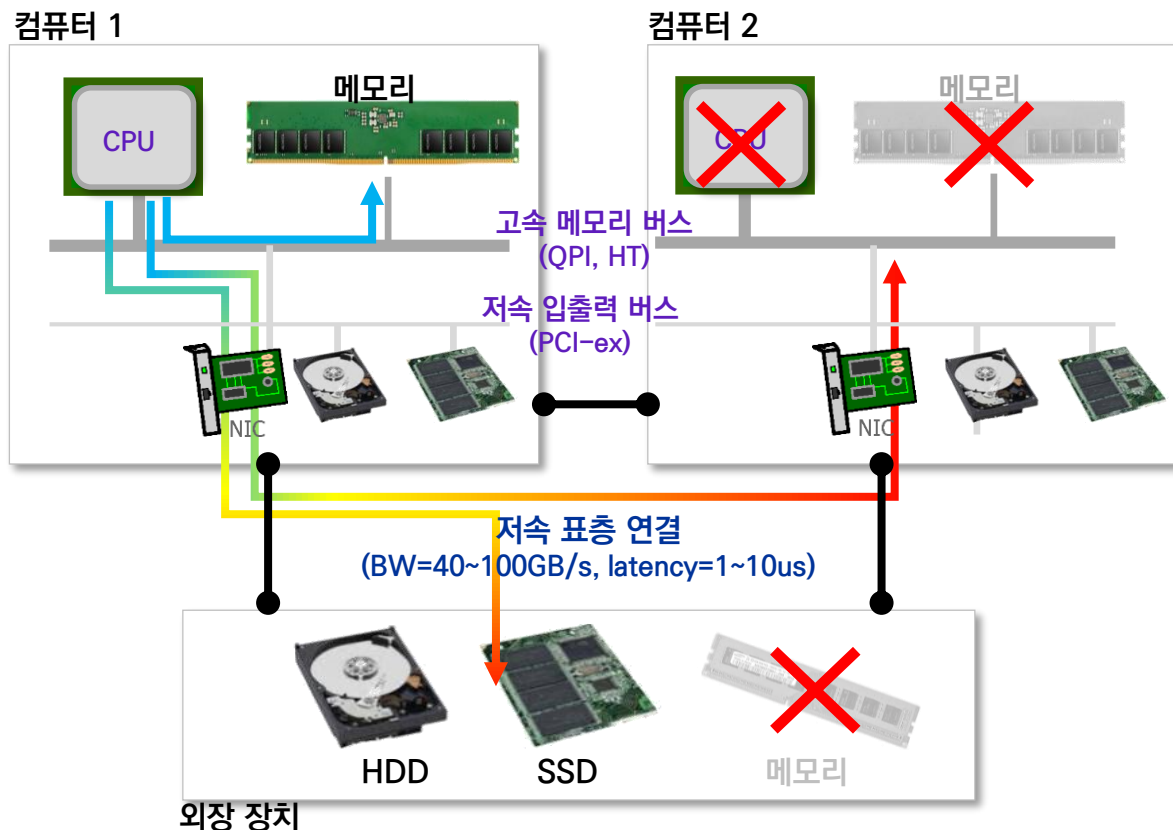 컴퓨터 1
컴퓨터 2
메모리
메모리
CPU
CPU
고속 메모리 버스
(QPI, HT)
저속 입출력 버스
(PCI-ex)
NIC
NIC
저속 표층 연결
(BW=40~100GB/s, latency=1~10us)
HDD
SSD
메모리
외장 장치